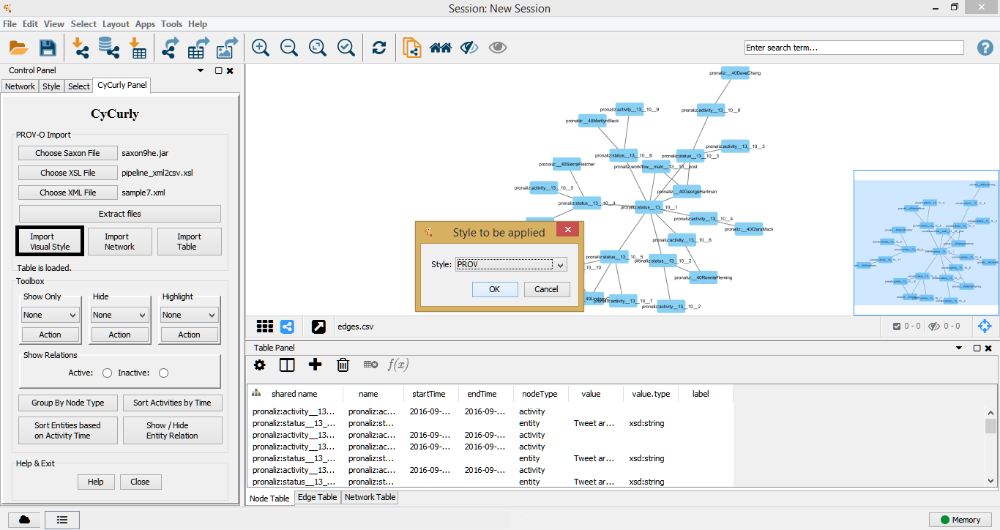 Session: New Session
File Edit View Select Layout Apps Tools Help
Enter search term...
?
Control Panel
Network Style Select CyCurly Panel
CyCurly
PROV-O Import
Choose Saxon File saxon9he.jar
Choose XSL File pipeline_xml2csv.xsl
Choose XML File sample7.xml
Extract files
Import Visual Style
Import Network
Import Table
Table is loaded.
Toolbox
Show Only Hide Highlight
None None None
Action Action Action
Show Relations
Active: Inactive:
Group By Node Type Sort Activities by Time
Sort Entities based on Activity Time
Show / Hide Entity Relation
Help & Exit
Help Close
pronaliz:__40DaveChang
pronaliz:activity__13__10__9
pronaliz:activity__13__10__8
pronaliz:__40MarilynBlack
pronaliz:activity__13__10__3
pronaliz:status__13__10__6
pronaliz:status__13__10__3
pronaliz:__40SierraFletcher
pronaliz:workflow__main__13__10__post
pronaliz:activity__13__10__5
pronaliz:__40GeorgeHartman
pronaliz:status__13__10__4
pronaliz:status__13__10__1
pronaliz:activity__13__10__4
pronaliz:__40ClaraMack
pronaliz:activity__13__10__6
pronaliz:status__13__10__5
pronaliz:status__13__10__2
pronaliz:__40RonnieFleming
pronaliz:activity__13__10__7
pronaliz:activity__13__10__2
Style to be applied
Style: PROV
OK Cancel
edges.csv
0 - 0 0 - 0
Table Panel
f(x)
shared name name startTime endTime nodeType value value.type label
pronaliz:activity__13... pronaliz:ac... 2016-09-... 2016-09-... activity
pronaliz:status__13_... pronaliz:st... entity Tweet ar... xsd:string
pronaliz:activity__13... pronaliz:ac... 2016-09-... 2016-09-... activity
pronaliz:activity__13... pronaliz:ac... 2016-09-... 2016-09-... activity
pronaliz:status__13_... pronaliz:st... entity Tweet ar... xsd:string
pronaliz:activity__13... pronaliz:ac... 2016-09-... 2016-09-... activity
pronaliz:status__13_... pronaliz:st... entity Tweet ar... xsd:string
Node Table Edge Table Network Table
Memory